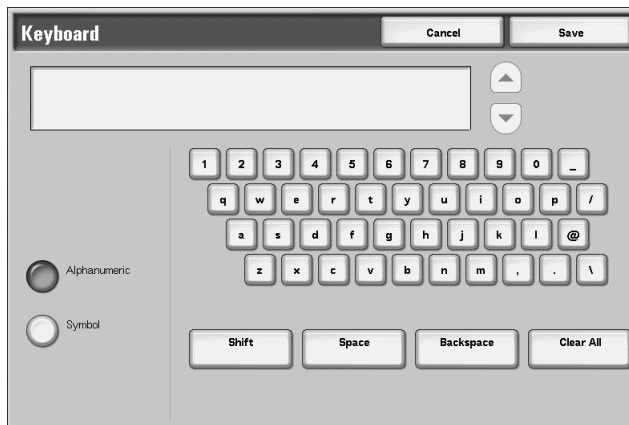 Keyboard Cancel Save
1 2 3 4 5 6 7 8 9 0 _
q w e r t y u i o p /
a s d f g h j k l @
z x c v b n m , . \
Alphanumeric
Symbol
Shift Space Backspace Clear All